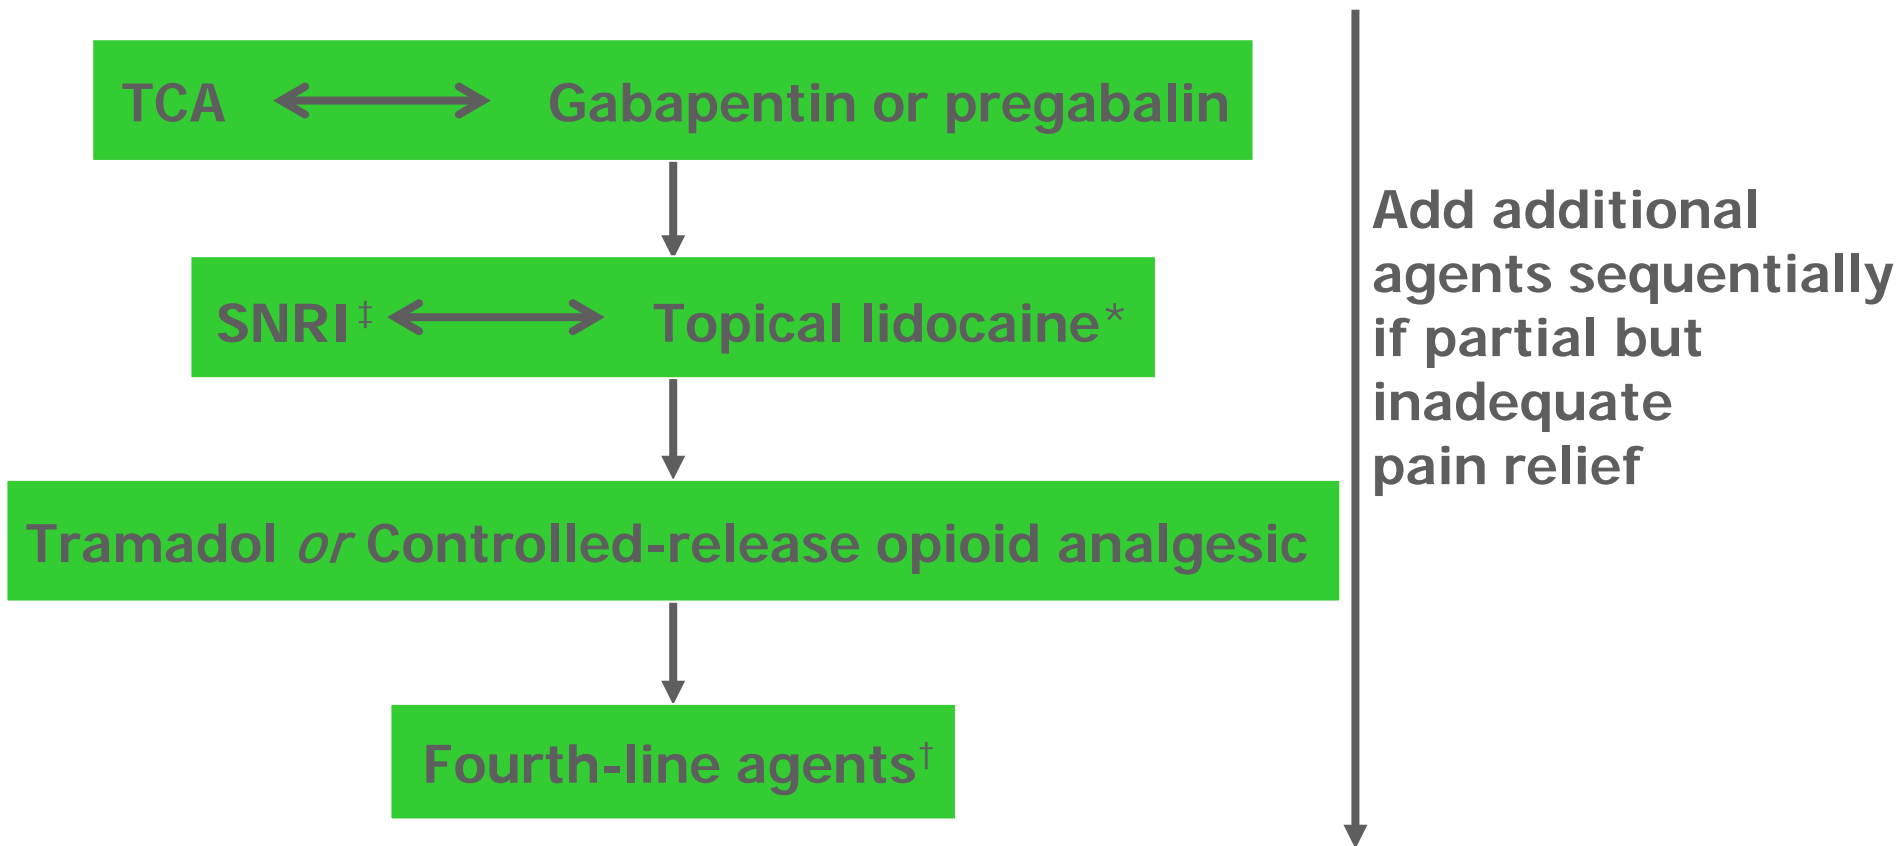 TCA Gabapentin or pregabalin
SNRI‡ Topical lidocaine*
Tramadol or Controlled-release opioid analgesic
Fourth-line agents†
Add additional
agents sequentially
if partial but
inadequate
pain relief